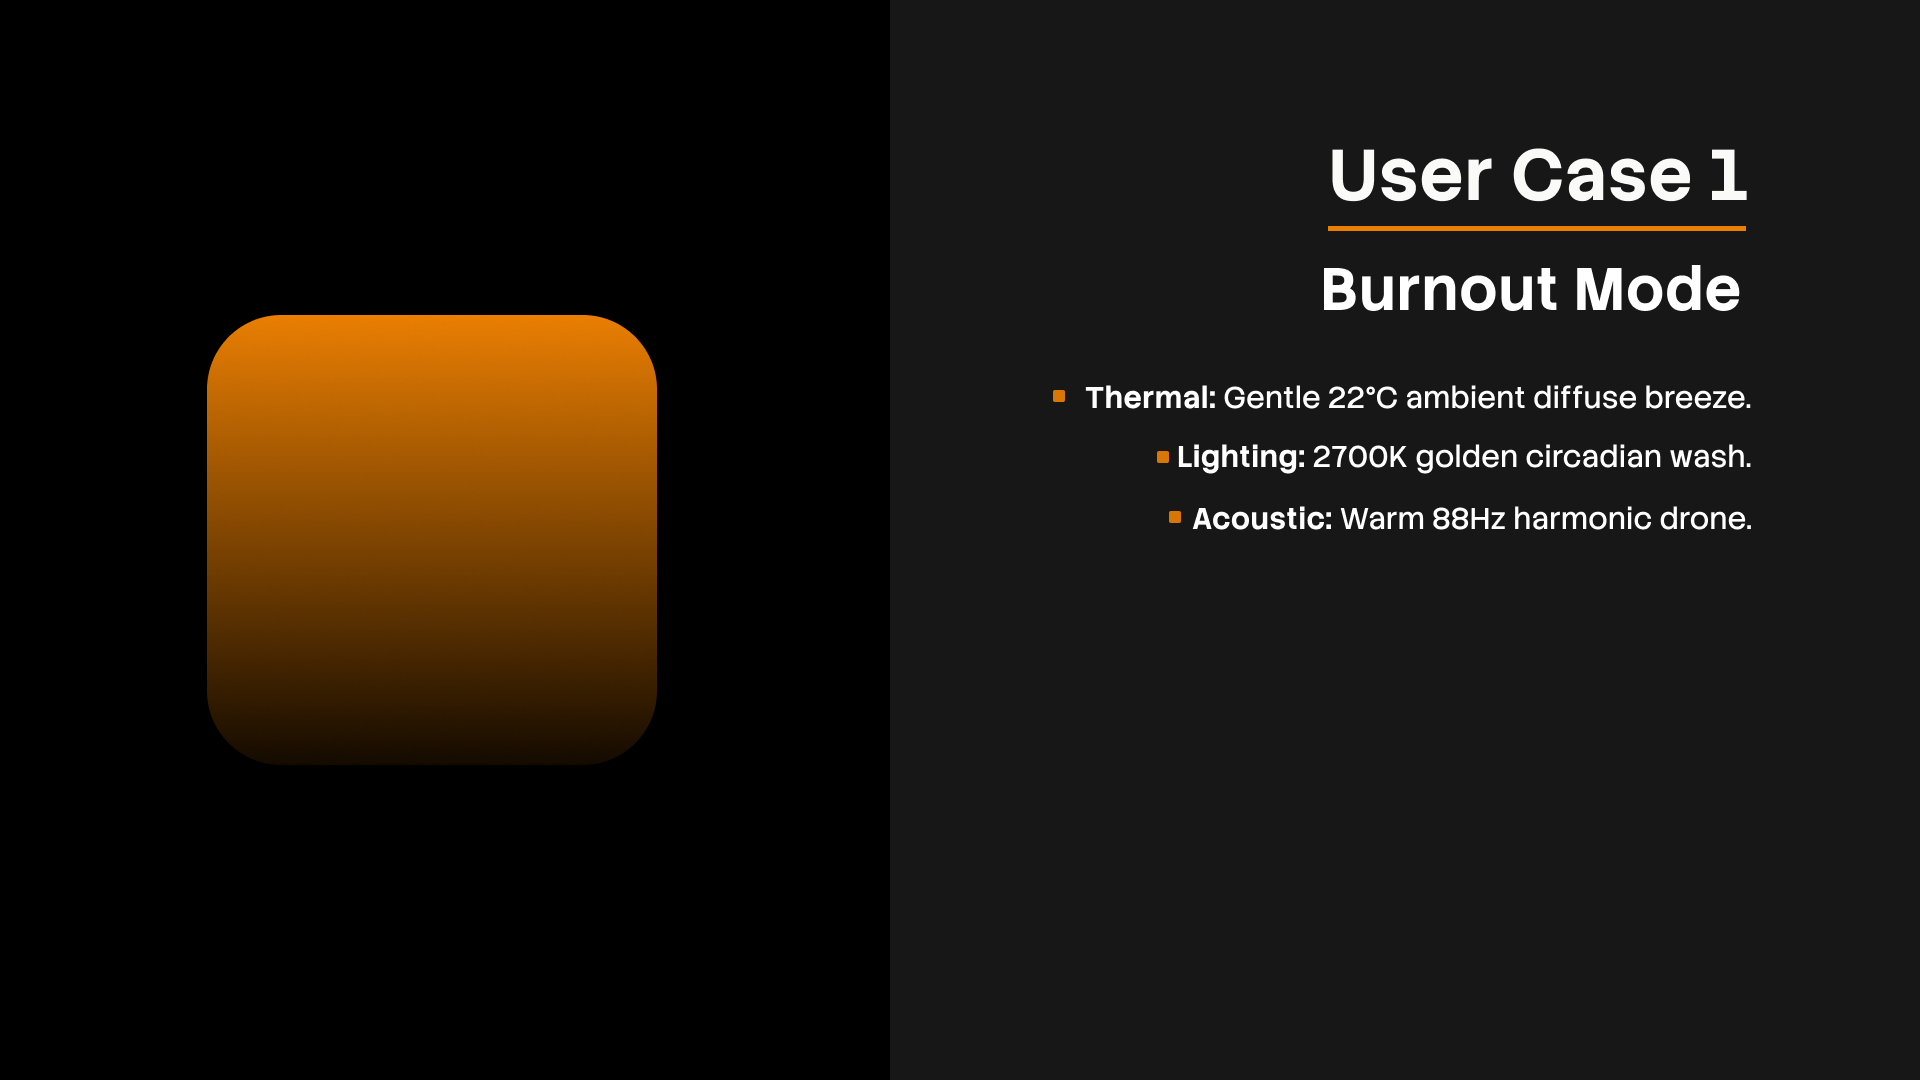 User Case 1
Burnout Mode
Thermal: Gentle 22°C ambient diffuse breeze.
Lighting: 2700K golden circadian wash.
Acoustic: Warm 88Hz harmonic drone.